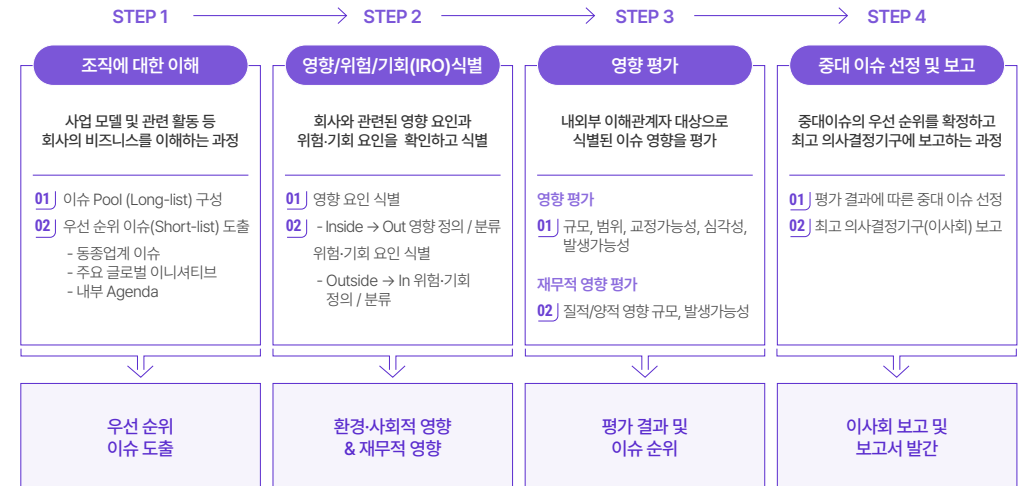 STEP 1
STEP 2
STEP 3
STEP 4
조직에 대한 이해
사업 모델 및 관련 활동 등
회사의 비즈니스를 이해하는 과정
01 이슈 Pool (Long-list) 구성
02 우선 순위 이슈(Short-list) 도출
- 동종업계 이슈
- 주요 글로벌 이니셔티브
- 내부 Agenda
우선 순위
이슈 도출
영향/위험/기회(IRO)식별
회사와 관련된 영향 요인과
위험·기회 요인을 확인하고 식별
01 영향 요인 식별
02 - Inside → Out 영향 정의 / 분류
위험·기회 요인 식별
- Outside → In 위험·기회
정의 / 분류
환경·사회적 영향
& 재무적 영향
영향 평가
내외부 이해관계자 대상으로
식별된 이슈 영향을 평가
영향 평가
01 규모, 범위, 교정가능성, 심각성,
발생가능성
재무적 영향 평가
02 질적/양적 영향 규모, 발생가능성
평가 결과 및
이슈 순위
중대 이슈 선정 및 보고
중대이슈의 우선 순위를 확정하고
최고 의사결정기구에 보고하는 과정
01 평가 결과에 따른 중대 이슈 선정
02 최고 의사결정기구(이사회) 보고
이사회 보고 및
보고서 발간